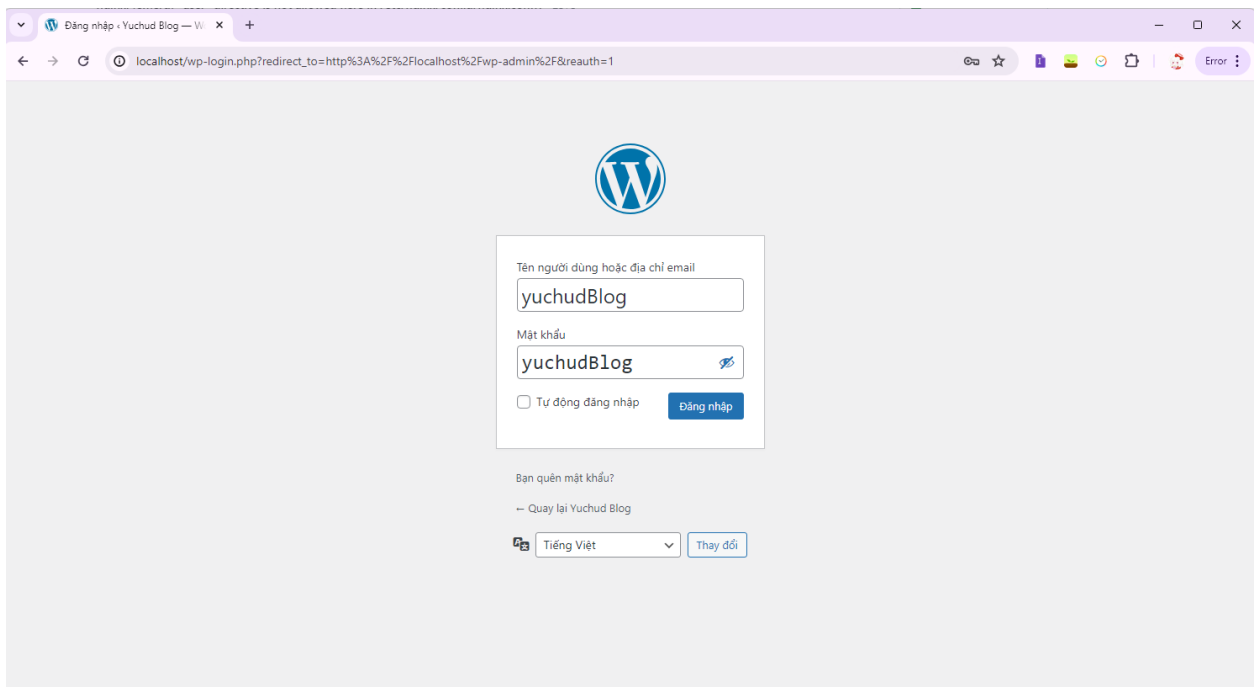 Đăng nhập ‹ Yuchud Blog — W
localhost/wp-login.php?redirect_to=http%3A%2F%2Flocalhost%2Fwp-admin%2F&reauth=1
Error
Tên người dùng hoặc địa chỉ email
yuchudBlog
Mật khẩu
yuchudBlog
Tự động đăng nhập
Đăng nhập
Bạn quên mật khẩu?
← Quay lại Yuchud Blog
Tiếng Việt
Thay đổi